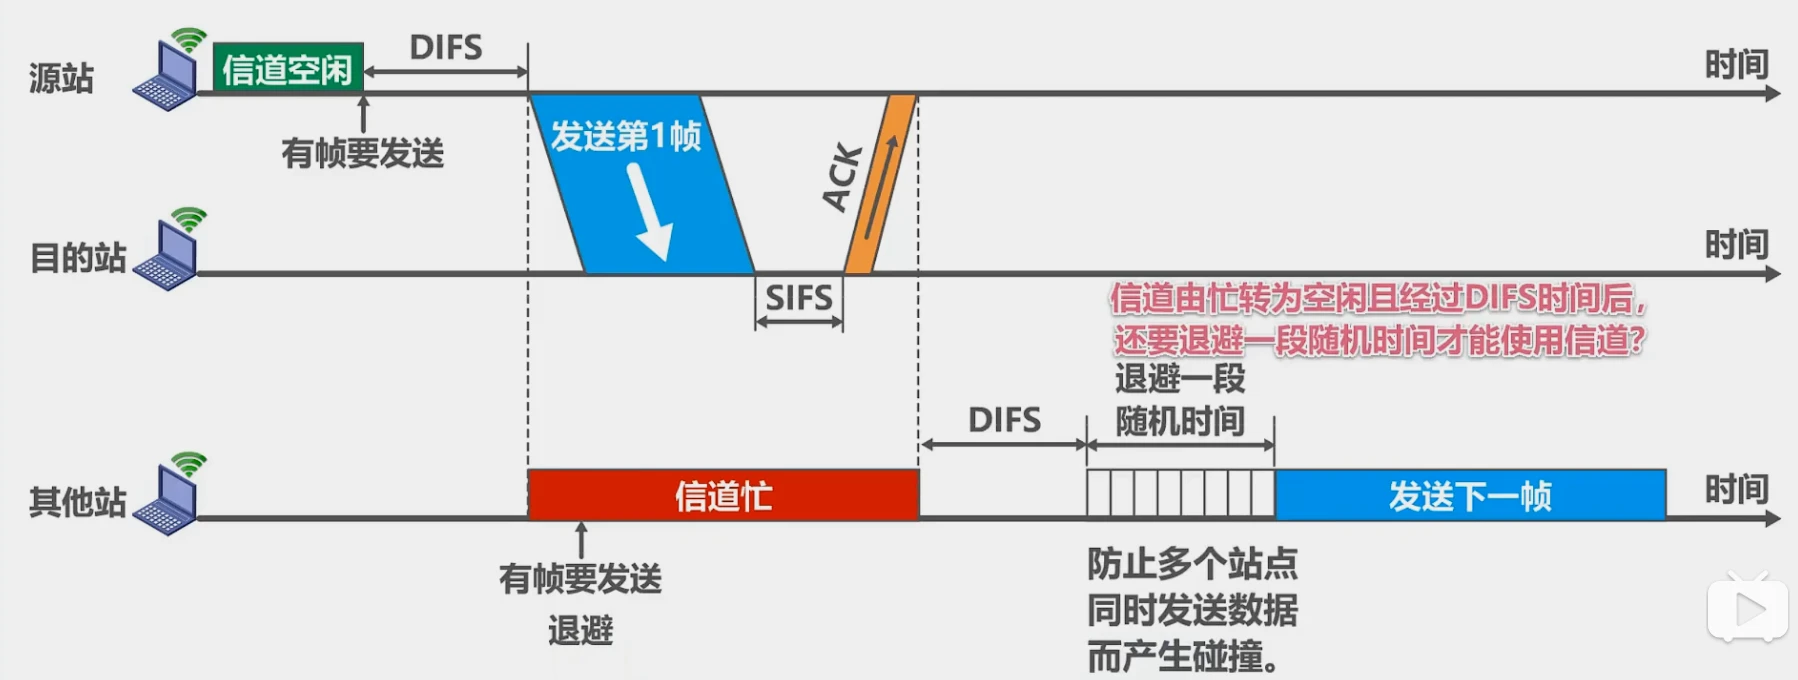 源站
信道空闲
DIFS
时间
有帧要发送
发送第1帧
ACK
目的站
时间
SIFS
信道由忙转为空闲且经过DIFS时间后，
还要退避一段随机时间才能使用信道？
退避一段
随机时间
DIFS
其他站
信道忙
发送下一帧
时间
有帧要发送
退避
防止多个站点
同时发送数据
而产生碰撞。